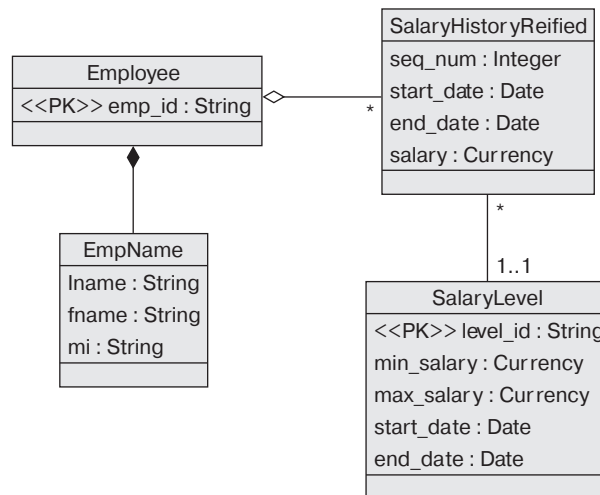 Employee
<<PK>> emp_id : String
*
SalaryHistoryReified
seq_num : Integer
start_date : Date
end_date : Date
salary : Currency
*
1..1
EmpName
lname : String
fname : String
mi : String
SalaryLevel
<<PK>> level_id : String
min_salary : Currency
max_salary : Currency
start_date : Date
end_date : Date